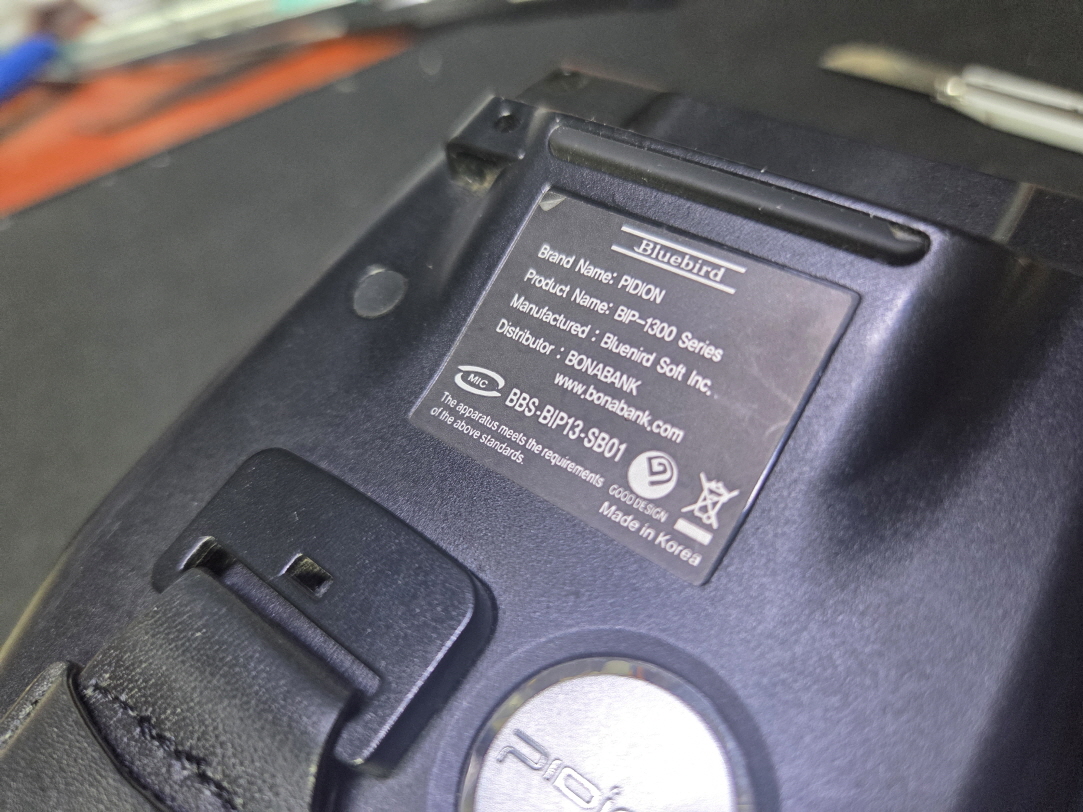 Bluebird
Brand Name: PIDION
Product Name: BIP-1300 Series
Manufactured : Bluenird Soft Inc.
Distributor : BONABANK
www.bonabank.com
MIC
BBS-BIP13-SB01
The apparatus meets the requirements
of the above standards.
GOOD DESIGN
Made in Korea
PIDION